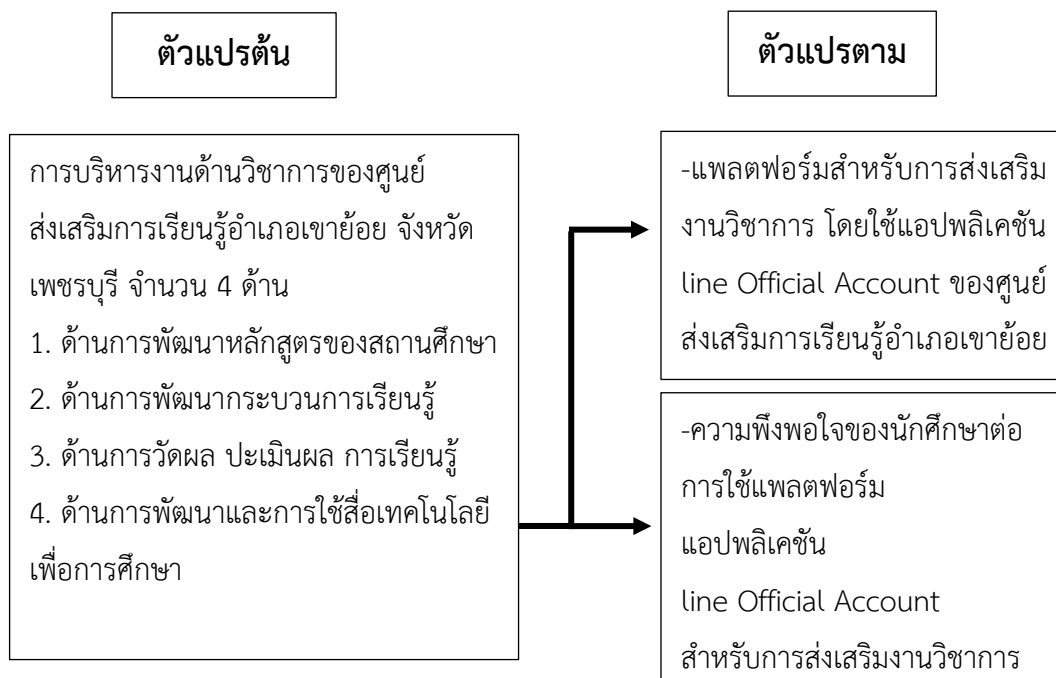 ตัวแปรต้น
การบริหารงานด้านวิชาการของศูนย์
ส่งเสริมการเรียนรู้อำเภอเขาย้อย จังหวัด
เพชรบุรี จำนวน 4 ด้าน
1. ด้านการพัฒนาหลักสูตรของสถานศึกษา
2. ด้านการพัฒนากระบวนการเรียนรู้
3. ด้านการวัดผล ปะเมินผล การเรียนรู้
4. ด้านการพัฒนาและการใช้สื่อเทคโนโลยี
เพื่อการศึกษา
ตัวแปรตาม
-แพลตฟอร์มสำหรับการส่งเสริม
งานวิชาการ โดยใช้แอปพลิเคชัน
line Official Account ของศูนย์
ส่งเสริมการเรียนรู้อำเภอเขาย้อย
-ความพึงพอใจของนักศึกษาต่อ
การใช้แพลตฟอร์ม
แอปพลิเคชัน
line Official Account
สำหรับการส่งเสริมงานวิชาการ